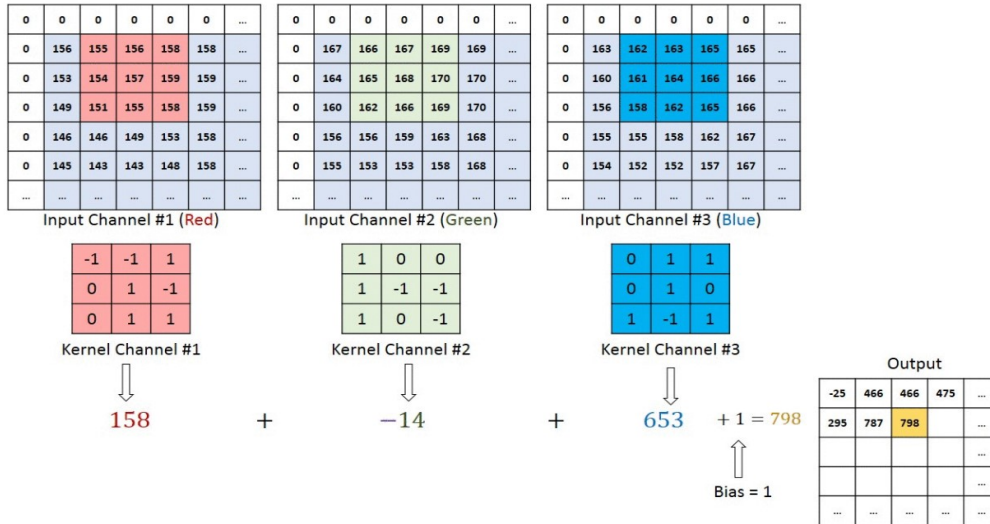 0 0 0 0 0 0 ...
0 156 155 156 158 158 ...
0 153 154 157 159 159 ...
0 149 151 155 158 159 ...
0 146 146 149 153 158 ...
0 145 143 143 148 158 ...
... ... ... ... ... ... ...
Input Channel #1 (Red)
0 0 0 0 0 0 ...
0 167 166 167 169 169 ...
0 164 165 168 170 170 ...
0 160 162 166 169 170 ...
0 156 156 159 163 168 ...
0 155 153 153 158 168 ...
... ... ... ... ... ... ...
Input Channel #2 (Green)
0 0 0 0 0 0 ...
0 163 162 163 165 165 ...
0 160 161 164 166 166 ...
0 156 158 162 165 166 ...
0 155 155 158 162 167 ...
0 154 152 152 157 167 ...
... ... ... ... ... ... ...
Input Channel #3 (Blue)
-1 -1 1
0 1 -1
0 1 1
Kernel Channel #1
1 0 0
1 -1 -1
1 0 -1
Kernel Channel #2
0 1 1
0 1 0
1 -1 1
Kernel Channel #3
158 + −14 + 653 + 1 = 798
Bias = 1
Output
-25 466 466 475 ...
295 787 798 ...
...
...
... ... ... ... ...